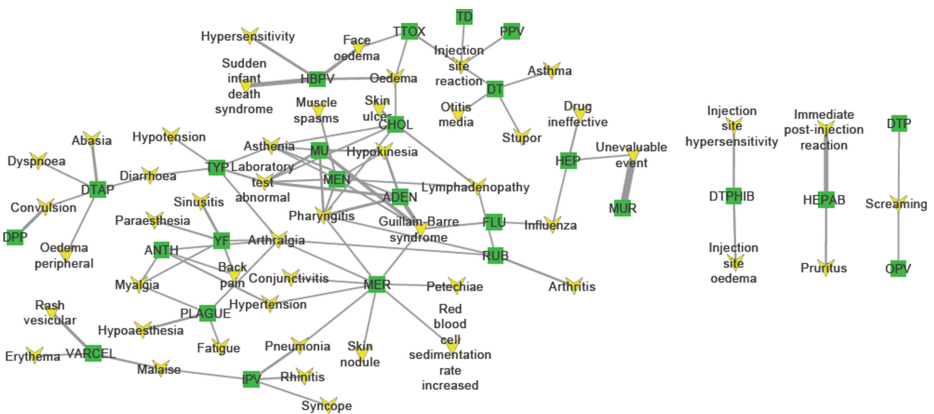 TD
Hypersensitivity
Face
oedema
TTOX
PPV
Injection
site
reaction
Sudden
infant
death
syndrome
HBPV
Oedema
DT
Asthma
Muscle
spasms
Skin
ulcer
CHOL
Otitis
media
Stupor
Drug
ineffective
Injection
site
hypersensitivity
Immediate
post-injection
reaction
DTP
Abasia
Hypotension
Asthenia
MU
Hypokinesia
HEP
Unevaluable
event
Dyspnoea
Diarrhoea
TYP
Laboratory
test
abnormal
MEN
ADEN
Lymphadenopathy
DTAP
MUR
DTPHIB
HEPAB
Screaming
Convulsion
Sinusitis
Paraesthesia
Pharyngitis
Guillain-Barre
syndrome
FLU
Influenza
DPP
Oedema
peripheral
ANTH
YF
Arthralgia
RUB
Injection
site
oedema
Pruritus
OPV
Myalgia
Back
pain
Conjunctivitis
MER
Petechiae
Arthritis
Hypertension
Rash
vesicular
Hypoaesthesia
PLAGUE
Red
blood
cell
sedimentation
rate
increased
Erythema
VARCEL
Fatigue
Pneumonia
Skin
nodule
Malaise
IPV
Rhinitis
Syncope